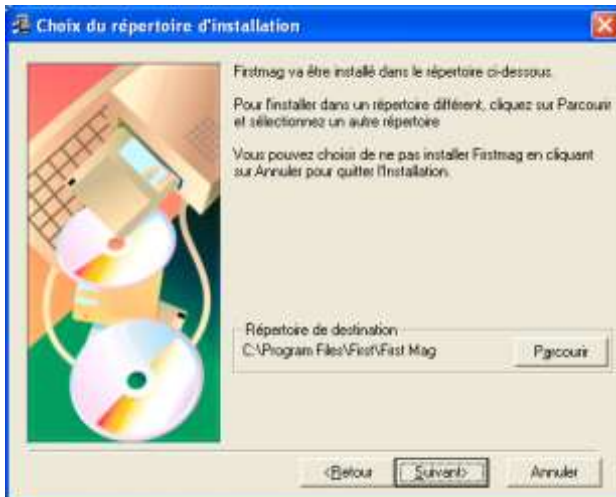 Choix du répertoire d'installation
Firstmag va être installé dans le répertoire ci-dessous.
Pour l'installer dans un répertoire différent, cliquez sur Parcourir
et sélectionnez un autre répertoire
Vous pouvez choisir de ne pas installer Firstmag en cliquant
sur Annuler pour quitter l'Installation.
Répertoire de destination
C:\Program Files\First\First Mag
Parcourir
<Retour
Suivant>
Annuler